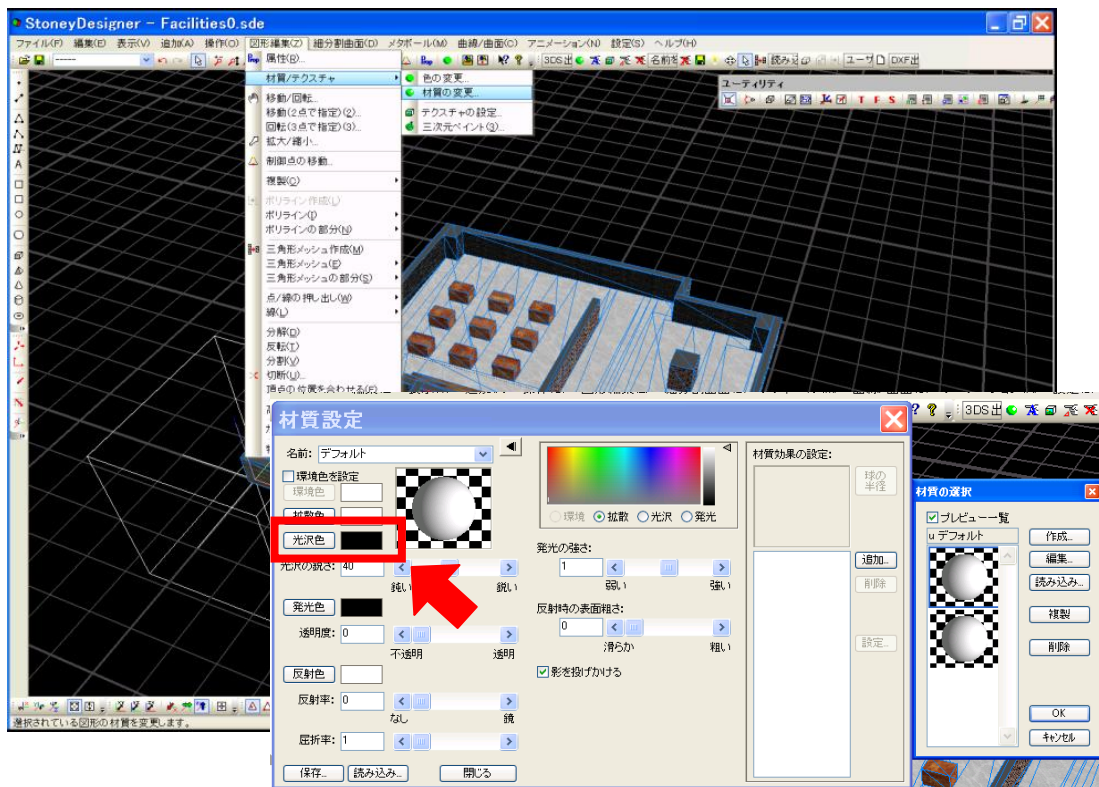 StoneyDesigner - Facilities0.sde
ファイル(F) 編集(E) 表示(V) 追加(A) 操作(O) 図形編集(Z) 細分割曲面(D) メタボール(M) 曲線/曲面(C) アニメーション(N) 設定(S) ヘルプ(H)
3DS出 名前を 読み込 ユーザロ DXF出
属性(R)...
材質/テクスチャ
移動/回転...
移動(2点で指定)(2)...
回転(3点で指定)(3)...
拡大/縮小...
制御点の移動...
複製(C)
ポリライン作成(L)
ポリライン(I)
ポリラインの部分(N)
三角形メッシュ作成(M)
三角形メッシュ(E)
三角形メッシュの部分(S)
点/線の押し出し(W)
線(L)
分解(D)
反転(T)
分割(V)
切断(U)...
頂点の位置を合わせる(F)
色の変更...
材質の変更...
テクスチャの設定...
三次元ペイント(3)...
ユーティリティ
T F S
選択されている図形の材質を変更します。
3DS出
材質設定
名前: デフォルト
環境色を設定
環境色
拡散色
光沢色
光沢の鋭さ: 40
鈍い 鋭い
発光色
透明度: 0
不透明 透明
反射色
反射率: 0
なし 鏡
屈折率: 1
保存... 読み込み... 閉じる
環境 拡散 光沢 発光
発光の強さ:
1
弱い 強い
反射時の表面粗さ:
0
滑らか 粗い
影を投げかける
材質効果の設定:
球の
半径
追加...
削除
設定...
材質の選択
プレビュー一覧
u デフォルト
作成...
編集...
読み込み...
複製
削除
OK
キャンセル